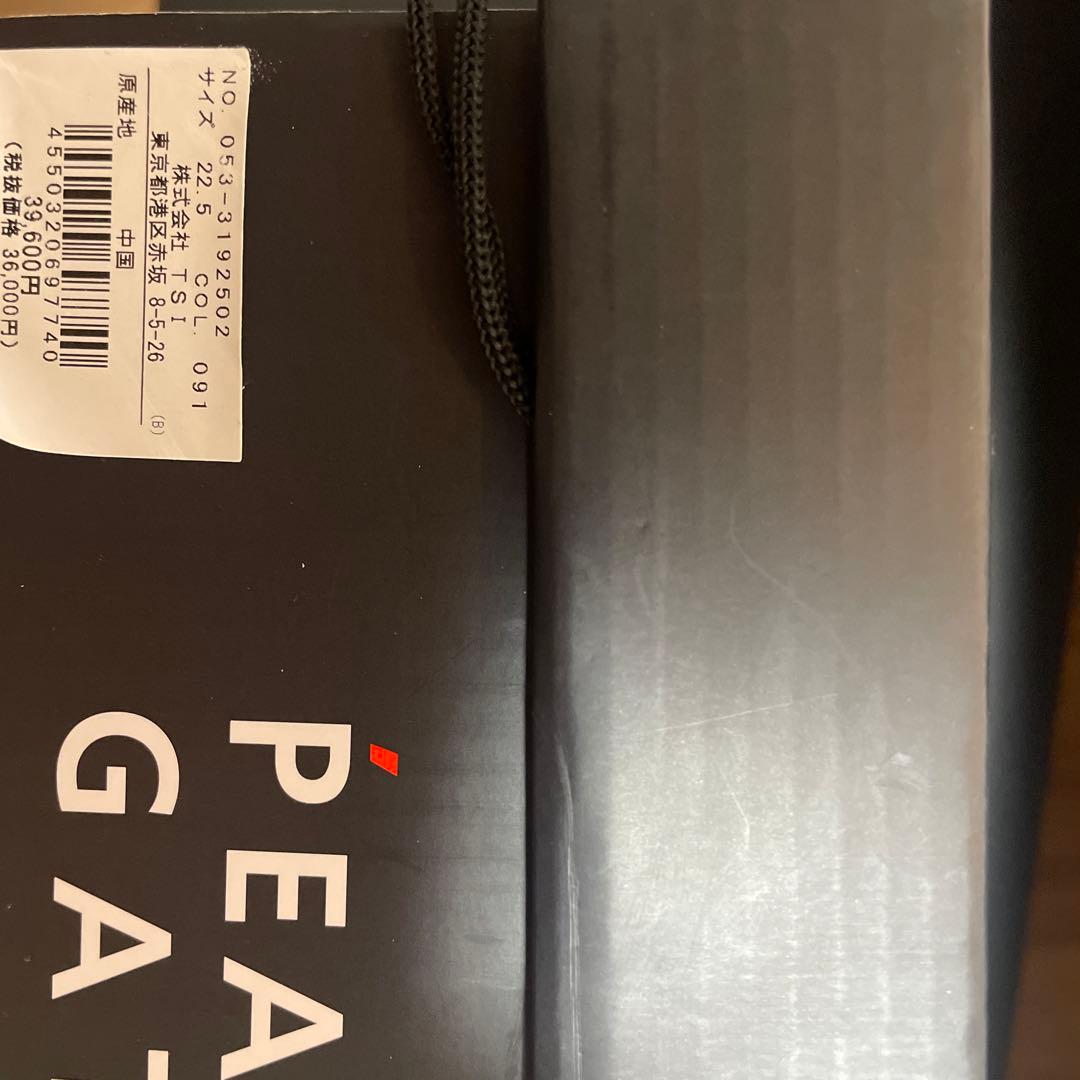 NO. 053-3192502
サイズ 22.5 COL. 091
株式会社 TSI
東京都港区赤坂 8-5-26
(B)
原産地 中国
4550320697740
39,600円
(税抜価格 36,000円)
PEA
GA